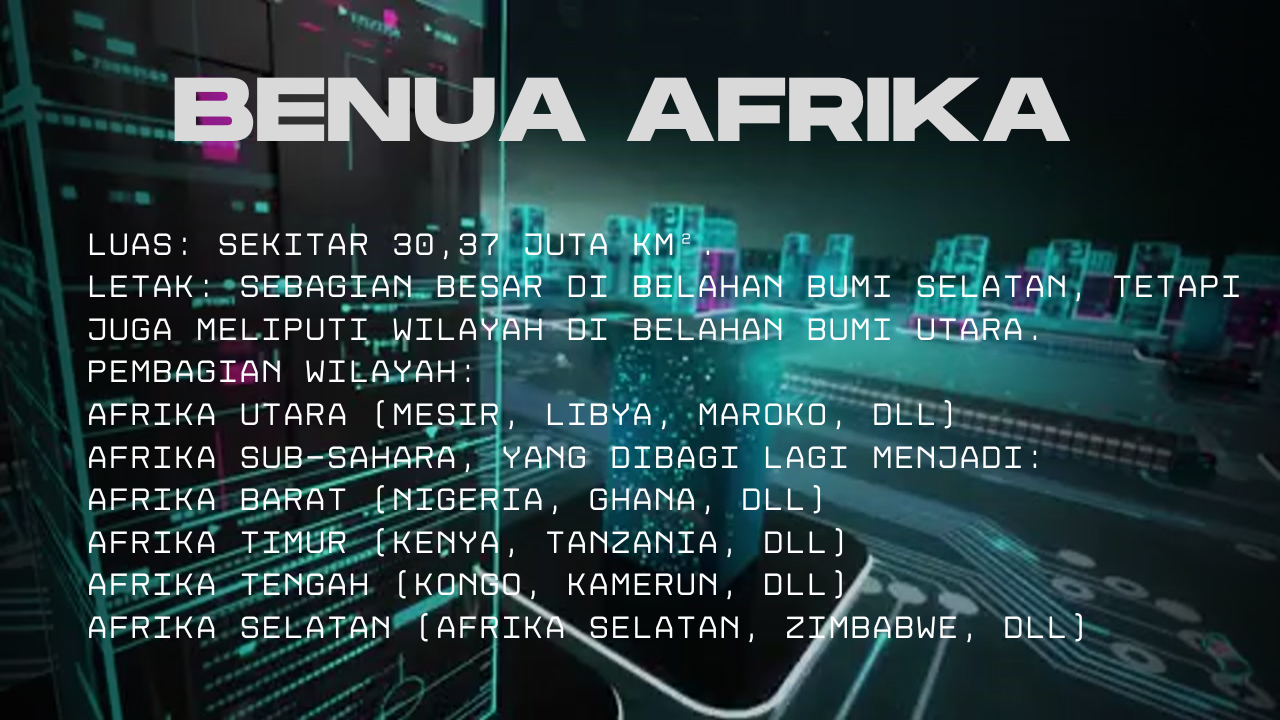 BENUA AFRIKA
LUAS: SEKITAR 30,37 JUTA KM².
LETAK: SEBAGIAN BESAR DI BELAHAN BUMI SELATAN, TETAPI
JUGA MELIPUTI WILAYAH DI BELAHAN BUMI UTARA.
PEMBAGIAN WILAYAH:
AFRIKA UTARA (MESIR, LIBYA, MAROKO, DLL)
AFRIKA SUB-SAHARA, YANG DIBAGI LAGI MENJADI:
AFRIKA BARAT (NIGERIA, GHANA, DLL)
AFRIKA TIMUR (KENYA, TANZANIA, DLL)
AFRIKA TENGAH (KONGO, KAMERUN, DLL)
AFRIKA SELATAN (AFRIKA SELATAN, ZIMBABWE, DLL)